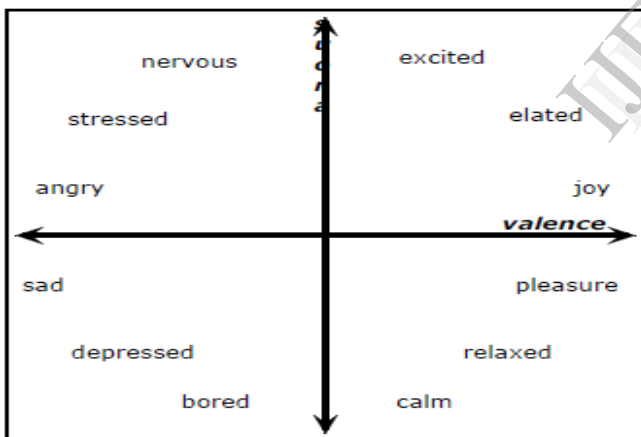 nervous
excited
stressed
elated
angry
joy
valence
sad
pleasure
depressed
relaxed
bored
calm